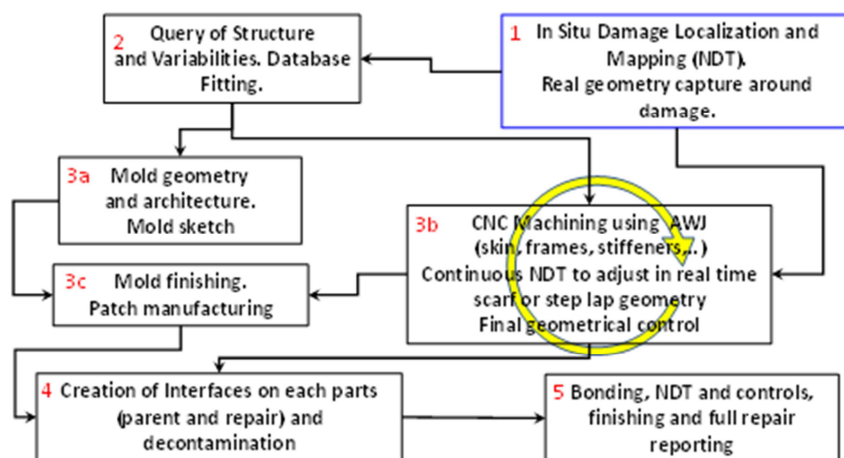 1 In Situ Damage Localization and
Mapping (NDT).
Real geometry capture around
damage.
2 Query of Structure
and Variabilities. Database
Fitting.
3a Mold geometry
and architecture.
Mold sketch
3b CNC Machining using AWJ
(skin, frames, stiffeners,..)
Continuous NDT to adjust in real time
scarf or step lap geometry
Final geometrical control
3c Mold finishing.
Patch manufacturing
4 Creation of Interfaces on each parts
(parent and repair) and
decontamination
5 Bonding, NDT and controls,
finishing and full repair
reporting